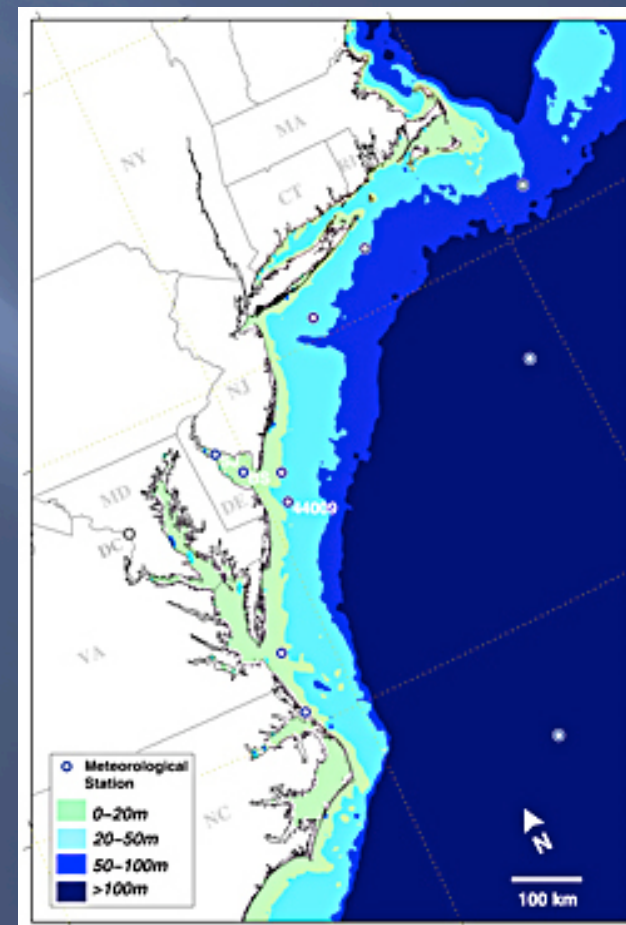 MA
NY
RI
CT
NJ
MD
DE
44009
DC
VA
Meteorological
Station
0-20m
20-50m
50-100m
>100m
NC
N
100 km